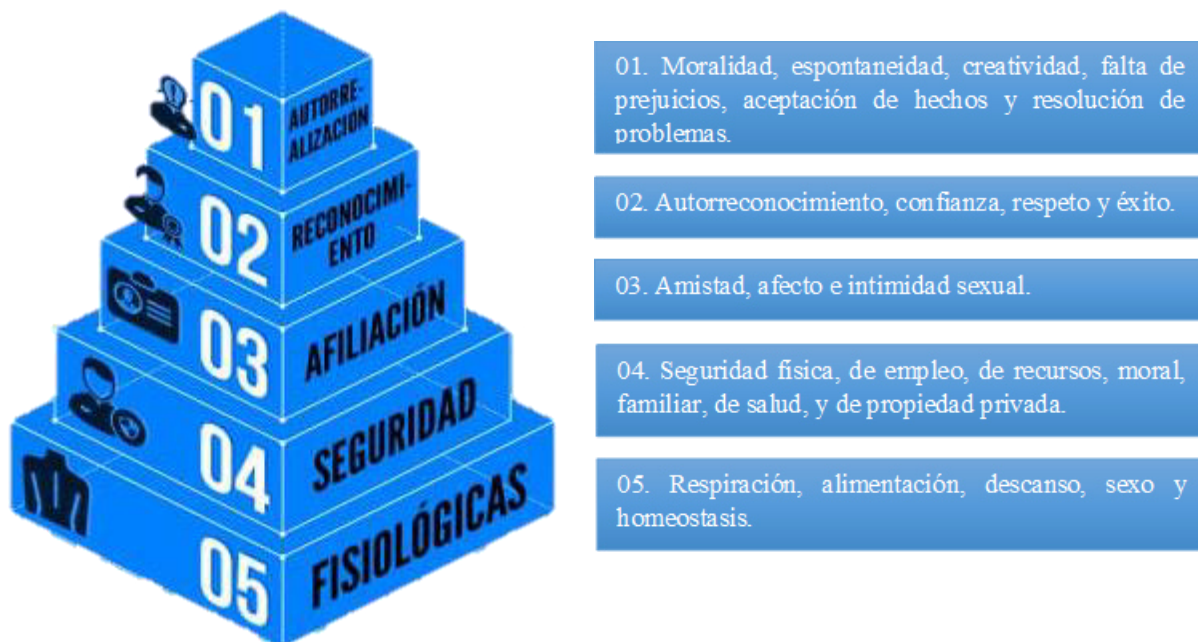 01
AUTORRE-
ALIZACIÓN
02
RECONOCIMI-
ENTO
03
AFILIACIÓN
04
SEGURIDAD
05
FISIOLÓGICAS
01. Moralidad, espontaneidad, creatividad, falta de
prejuicios, aceptación de hechos y resolución de
problemas.
02. Autorreconocimiento, confianza, respeto y éxito.
03. Amistad, afecto e intimidad sexual.
04. Seguridad física, de empleo, de recursos, moral,
familiar, de salud, y de propiedad privada.
05. Respiración, alimentación, descanso, sexo y
homeostasis.